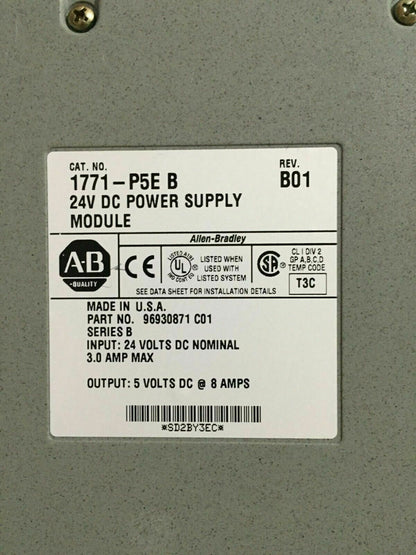 CAT. NO.
1771-P5E B
REV.
B01
24V DC POWER SUPPLY
MODULE
Allen-Bradley
AB
QUALITY
CE
UL
LISTED WHEN
USED WITH
LISTED SYSTEM
SA
CL I DIV 2
GP A,B,C,D
TEMP CODE
T3C
SEE DATA SHEET FOR INSTALLATION DETAILS
MADE IN U.S.A.
PART NO. 96930871 C01
SERIES B
INPUT: 24 VOLTS DC NOMINAL
3.0 AMP MAX
OUTPUT: 5 VOLTS DC @ 8 AMPS
*SD2BY3EC*